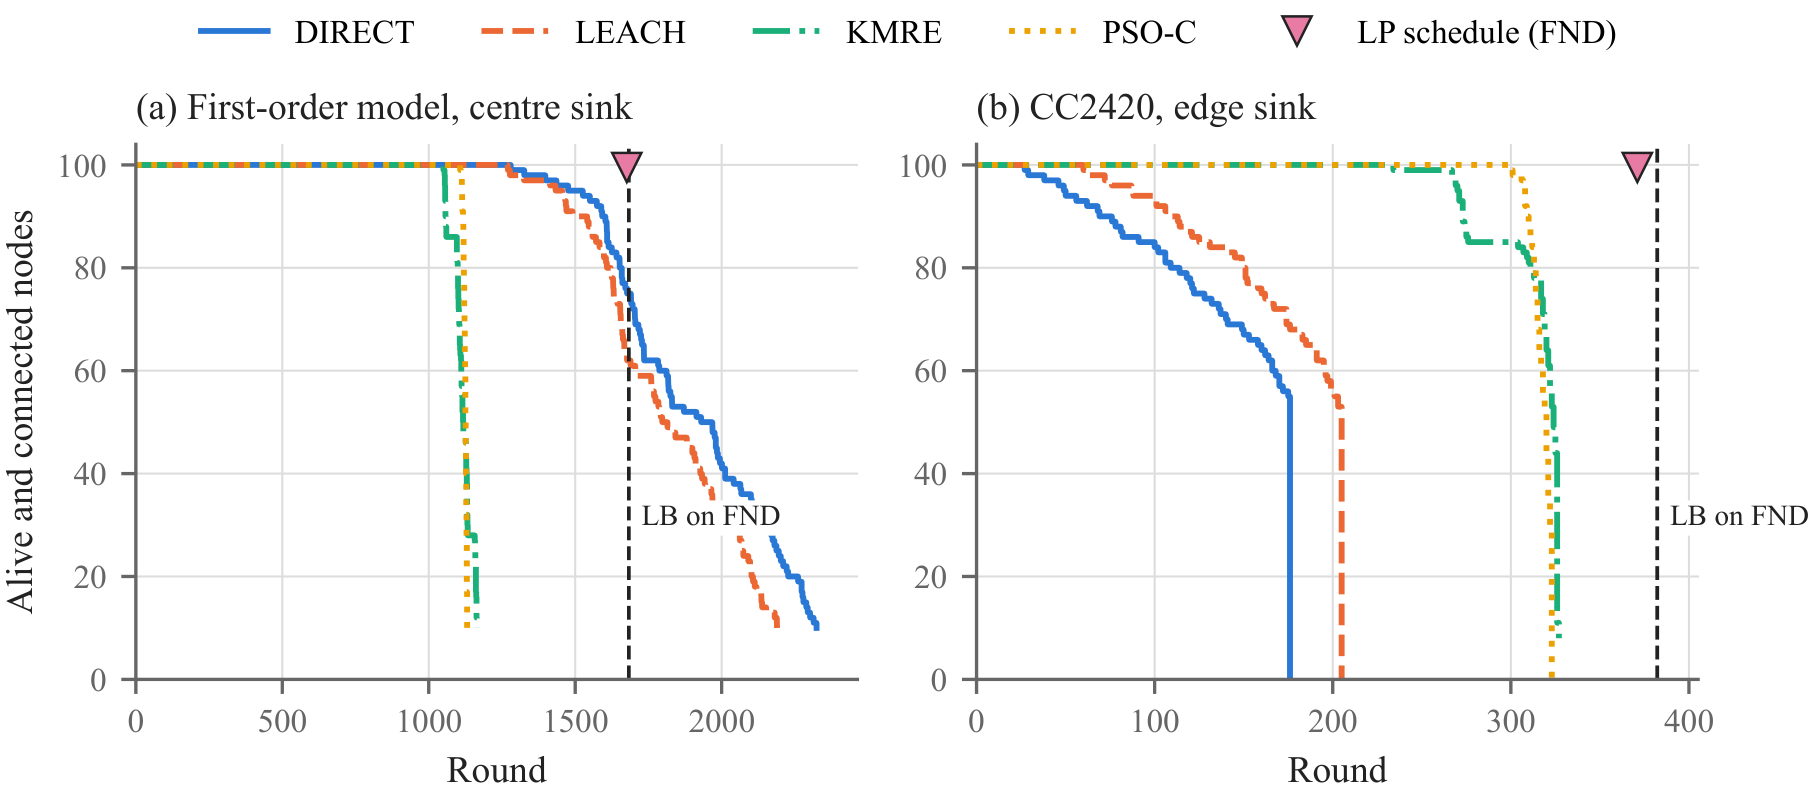 DIRECT LEACH KMRE PSO-C LP schedule (FND)
(a) First-order model, centre sink
(b) CC2420, edge sink
Alive and connected nodes
100
80
60
40
20
0
LB on FND
0 500 1000 1500 2000
Round
100
80
60
40
20
0
LB on FND
0 100 200 300 400
Round